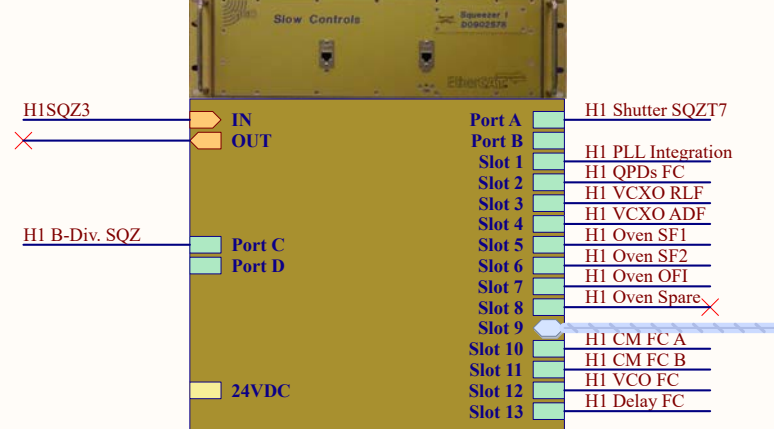 Slow Controls
Squeezer 1
D0902578
EtherCAT
H1SQZ3
IN
OUT
H1 B-Div. SQZ
Port C
Port D
24VDC
Port A H1 Shutter SQZT7
Port B
Slot 1 H1 PLL Integration
Slot 2 H1 QPDs FC
Slot 3 H1 VCXO RLF
Slot 4 H1 VCXO ADF
Slot 5 H1 Oven SF1
Slot 6 H1 Oven SF2
Slot 7 H1 Oven OFI
Slot 8 H1 Oven Spare
Slot 9
Slot 10 H1 CM FC A
Slot 11 H1 CM FC B
Slot 12 H1 VCO FC
Slot 13 H1 Delay FC